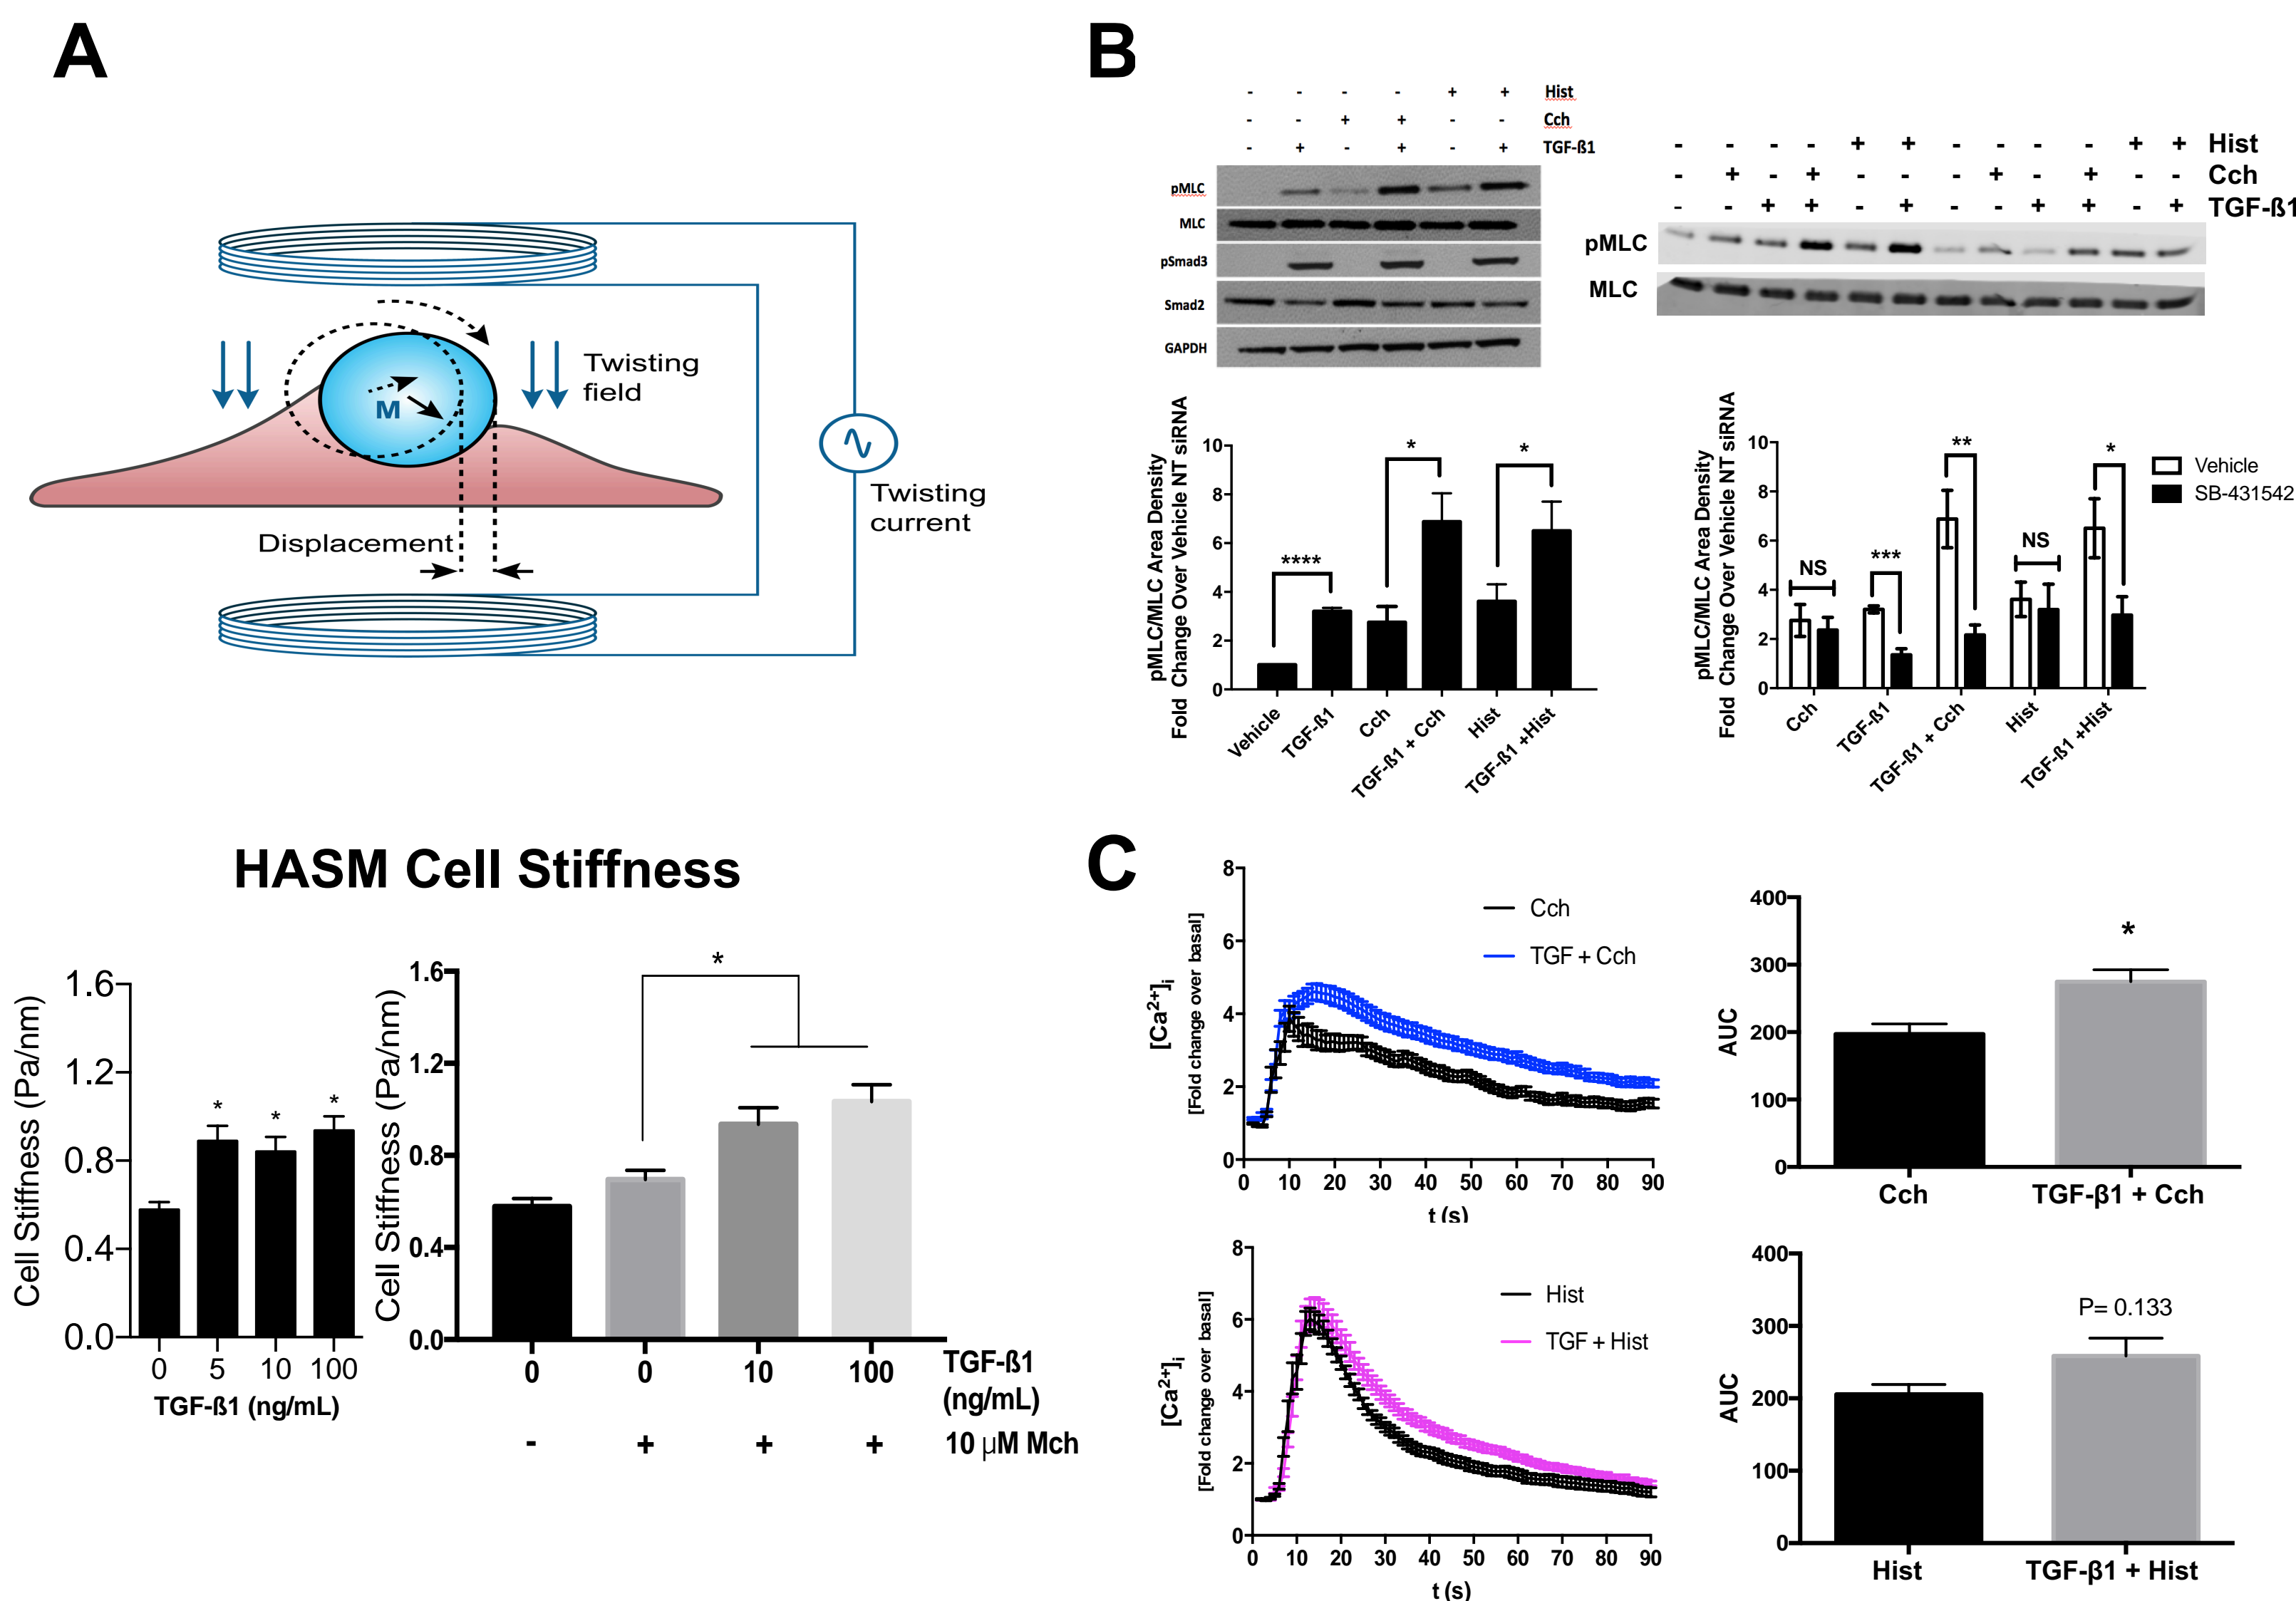 A
Twisting
field
M
Twisting
current
Displacement
HASM Cell Stiffness
Cell Stiffness (Pa/nm)
1.6
1.2
0.8
0.4
0.0
* * *
0 5 10 100
TGF-ß1 (ng/mL)
Cell Stiffness (Pa/nm)
1.6
1.2
0.8
0.4
0.0
*
0 0 10 100 TGF-ß1
(ng/mL)
- + + + 10 µM Mch
B
- - - - + + Hist
- - + + - - Cch
- + - + - + TGF-ß1
pMLC
MLC
pSmad3
Smad2
GAPDH
- - - - + + - - - - + + Hist
- + - + - - - + - + - - Cch
- - + + - + - - + + - + TGF-ß1
pMLC
MLC
pMLC/MLC Area Density
Fold Change Over Vehicle NT siRNA
10
8
6
4
2
0
**** * *
Vehicle
TGF-ß1
Cch
TGF-ß1 + Cch
Hist
TGF-ß1 +Hist
pMLC/MLC Area Density
Fold Change Over Vehicle NT siRNA
10
8
6
4
2
0
NS *** ** NS *
Vehicle
SB-431542
Cch
TGF-ß1
TGF-ß1 + Cch
Hist
TGF-ß1 +Hist
C
[Ca2+]i
[Fold change over basal]
8
6
4
2
0
Cch
TGF + Cch
0 10 20 30 40 50 60 70 80 90
t (s)
AUC
400
300
200
100
0
*
Cch TGF-β1 + Cch
[Ca2+]i
[Fold change over basal]
8
6
4
2
0
Hist
TGF + Hist
0 10 20 30 40 50 60 70 80 90
t (s)
AUC
400
300
200
100
0
P= 0.133
Hist TGF-ß1 + Hist